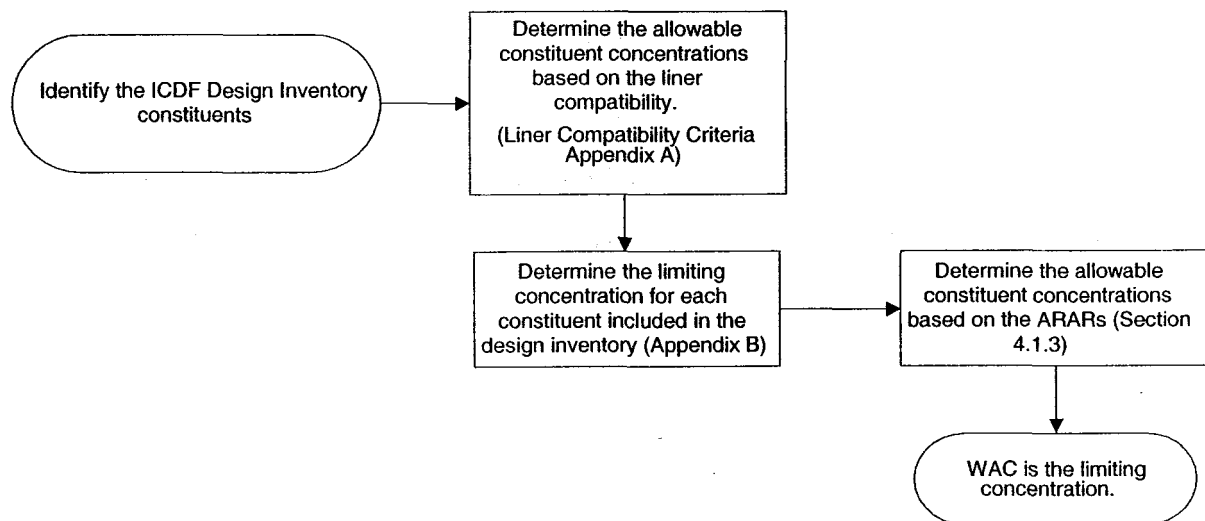 Identify the ICDF Design Inventory
constituents
Determine the allowable
constituent concentrations
based on the liner
compatibility.
(Liner Compatibility Criteria
Appendix A)
Determine the limiting
concentration for each
constituent included in the
design inventory (Appendix B)
Determine the allowable
constituent concentrations
based on the ARARs (Section
4.1.3)
WAC is the limiting
concentration.